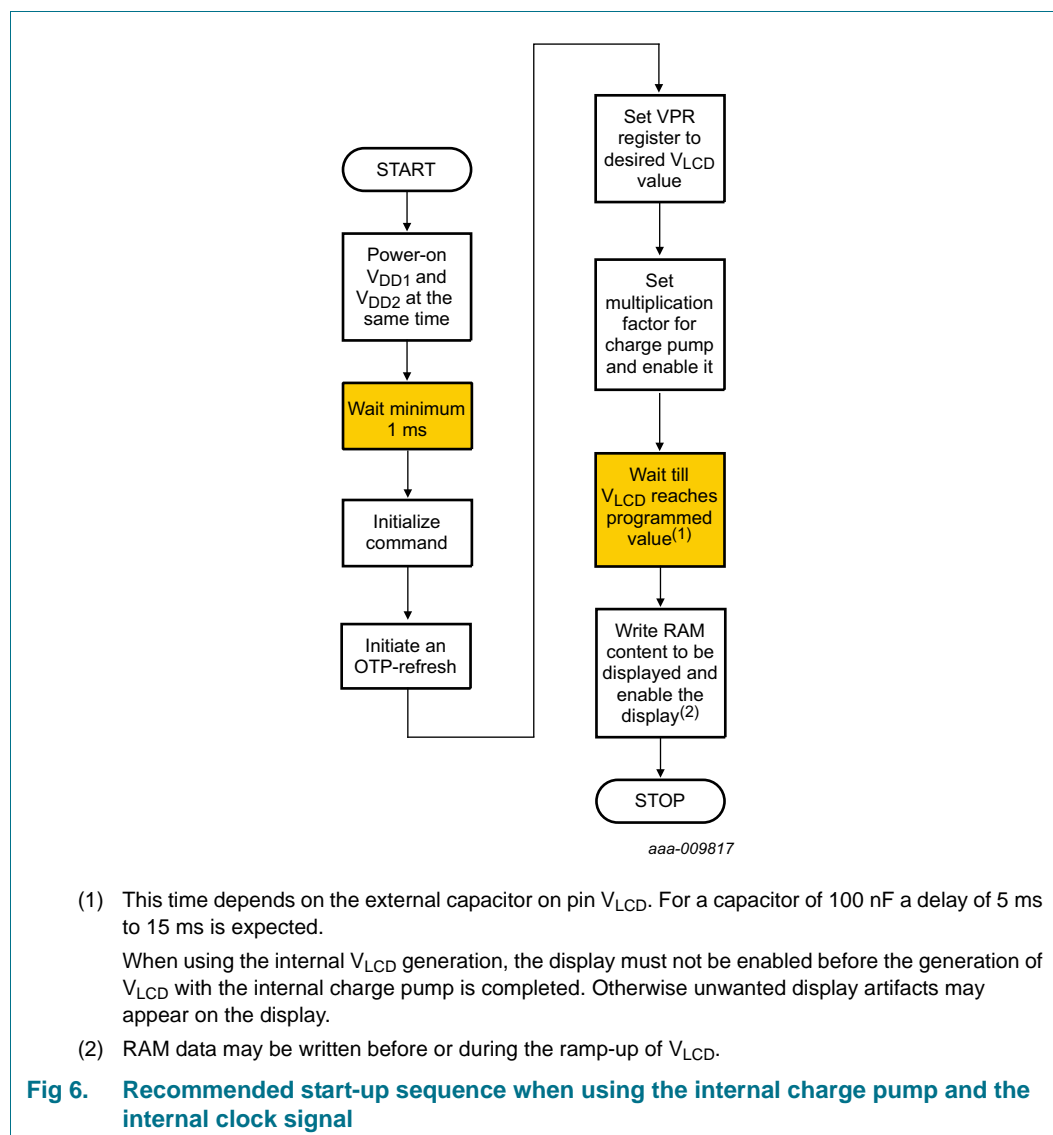 START
Power-on
VDD1 and
VDD2 at the
same time
Wait minimum
1 ms
Initialize
command
Initiate an
OTP-refresh
Set VPR
register to
desired VLCD
value
Set
multiplication
factor for
charge pump
and enable it
Wait till
VLCD reaches
programmed
value(1)
Write RAM
content to be
displayed and
enable the
display(2)
STOP
aaa-009817
(1) This time depends on the external capacitor on pin VLCD. For a capacitor of 100 nF a delay of 5 ms
to 15 ms is expected.
When using the internal VLCD generation, the display must not be enabled before the generation of
VLCD with the internal charge pump is completed. Otherwise unwanted display artifacts may
appear on the display.
(2) RAM data may be written before or during the ramp-up of VLCD.
Fig 6. Recommended start-up sequence when using the internal charge pump and the
internal clock signal